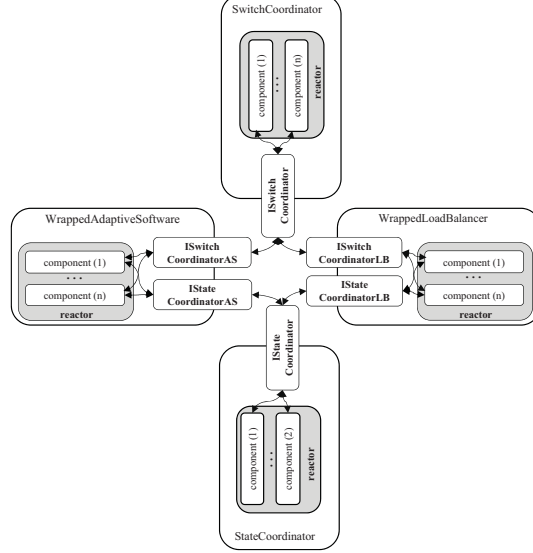 SwitchCoordinator
component (1)
...
component (n)
reactor
ISwitch
Coordinator
WrappedAdaptiveSoftware
component (1)
...
component (n)
reactor
ISwitch
CoordinatorAS
IState
CoordinatorAS
WrappedLoadBalancer
ISwitch
CoordinatorLB
IState
CoordinatorLB
component (1)
...
component (n)
reactor
IState
Coordinator
component (1)
...
component (2)
reactor
StateCoordinator